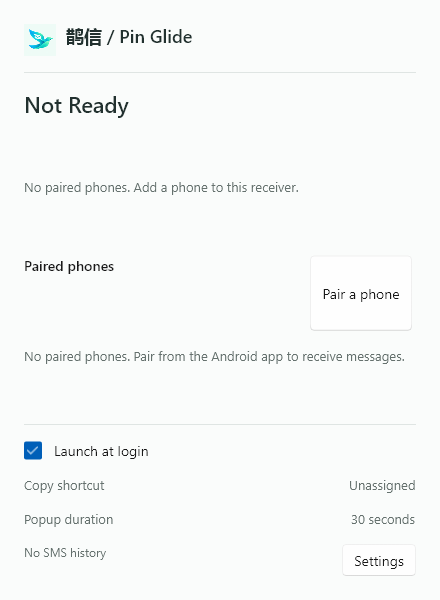 鹊信 / Pin Glide
Not Ready
No paired phones. Add a phone to this receiver.
Paired phones
Pair a phone
No paired phones. Pair from the Android app to receive messages.
Launch at login
Copy shortcut
Unassigned
Popup duration
30 seconds
No SMS history
Settings